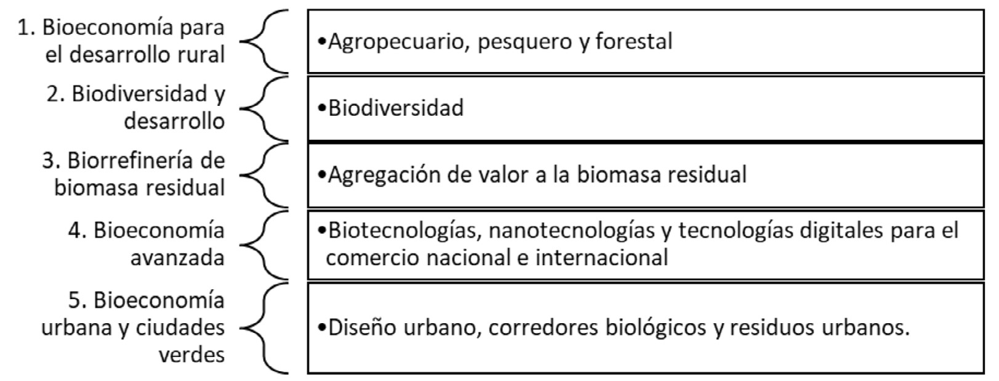 1. Bioeconomía para
el desarrollo rural
•Agropecuario, pesquero y forestal
2. Biodiversidad y
desarrollo
•Biodiversidad
3. Biorrefinería de
biomasa residual
•Agregación de valor a la biomasa residual
4. Bioeconomía
avanzada
•Biotecnologías, nanotecnologías y tecnologías digitales para el
comercio nacional e internacional
5. Bioeconomía
urbana y ciudades
verdes
•Diseño urbano, corredores biológicos y residuos urbanos.